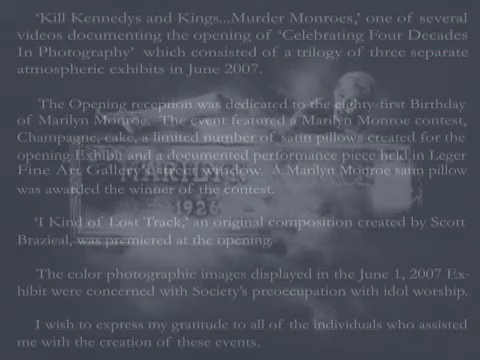 'Kill Kennedys and Kings...Murder Monroes,' one of several
videos documenting the opening of 'Celebrating Four Decades
In Photography' which consisted of a trilogy of three separate
atmospheric exhibits in June 2007.
The Opening reception was dedicated to the eighty-first Birthday
of Marilyn Monroe. The event featured a Marilyn Monroe contest,
Champagne, cake, a limited number of satin pillows created for the
opening Exhibit and a documented performance piece held in Leger
Fine Art Gallery's street window. A Marilyn Monroe satin pillow
MARILYN
was awarded the winner of the contest.
1926
'I Kind of Lost Track,' an original composition created by Scott
Brazieal, was premiered at the opening.
The color photographic images displayed in the June 1, 2007 Ex-
hibit were concerned with Society's preoccupation with idol worship.
I wish to express my gratitude to all of the individuals who assisted
me with the creation of these events.